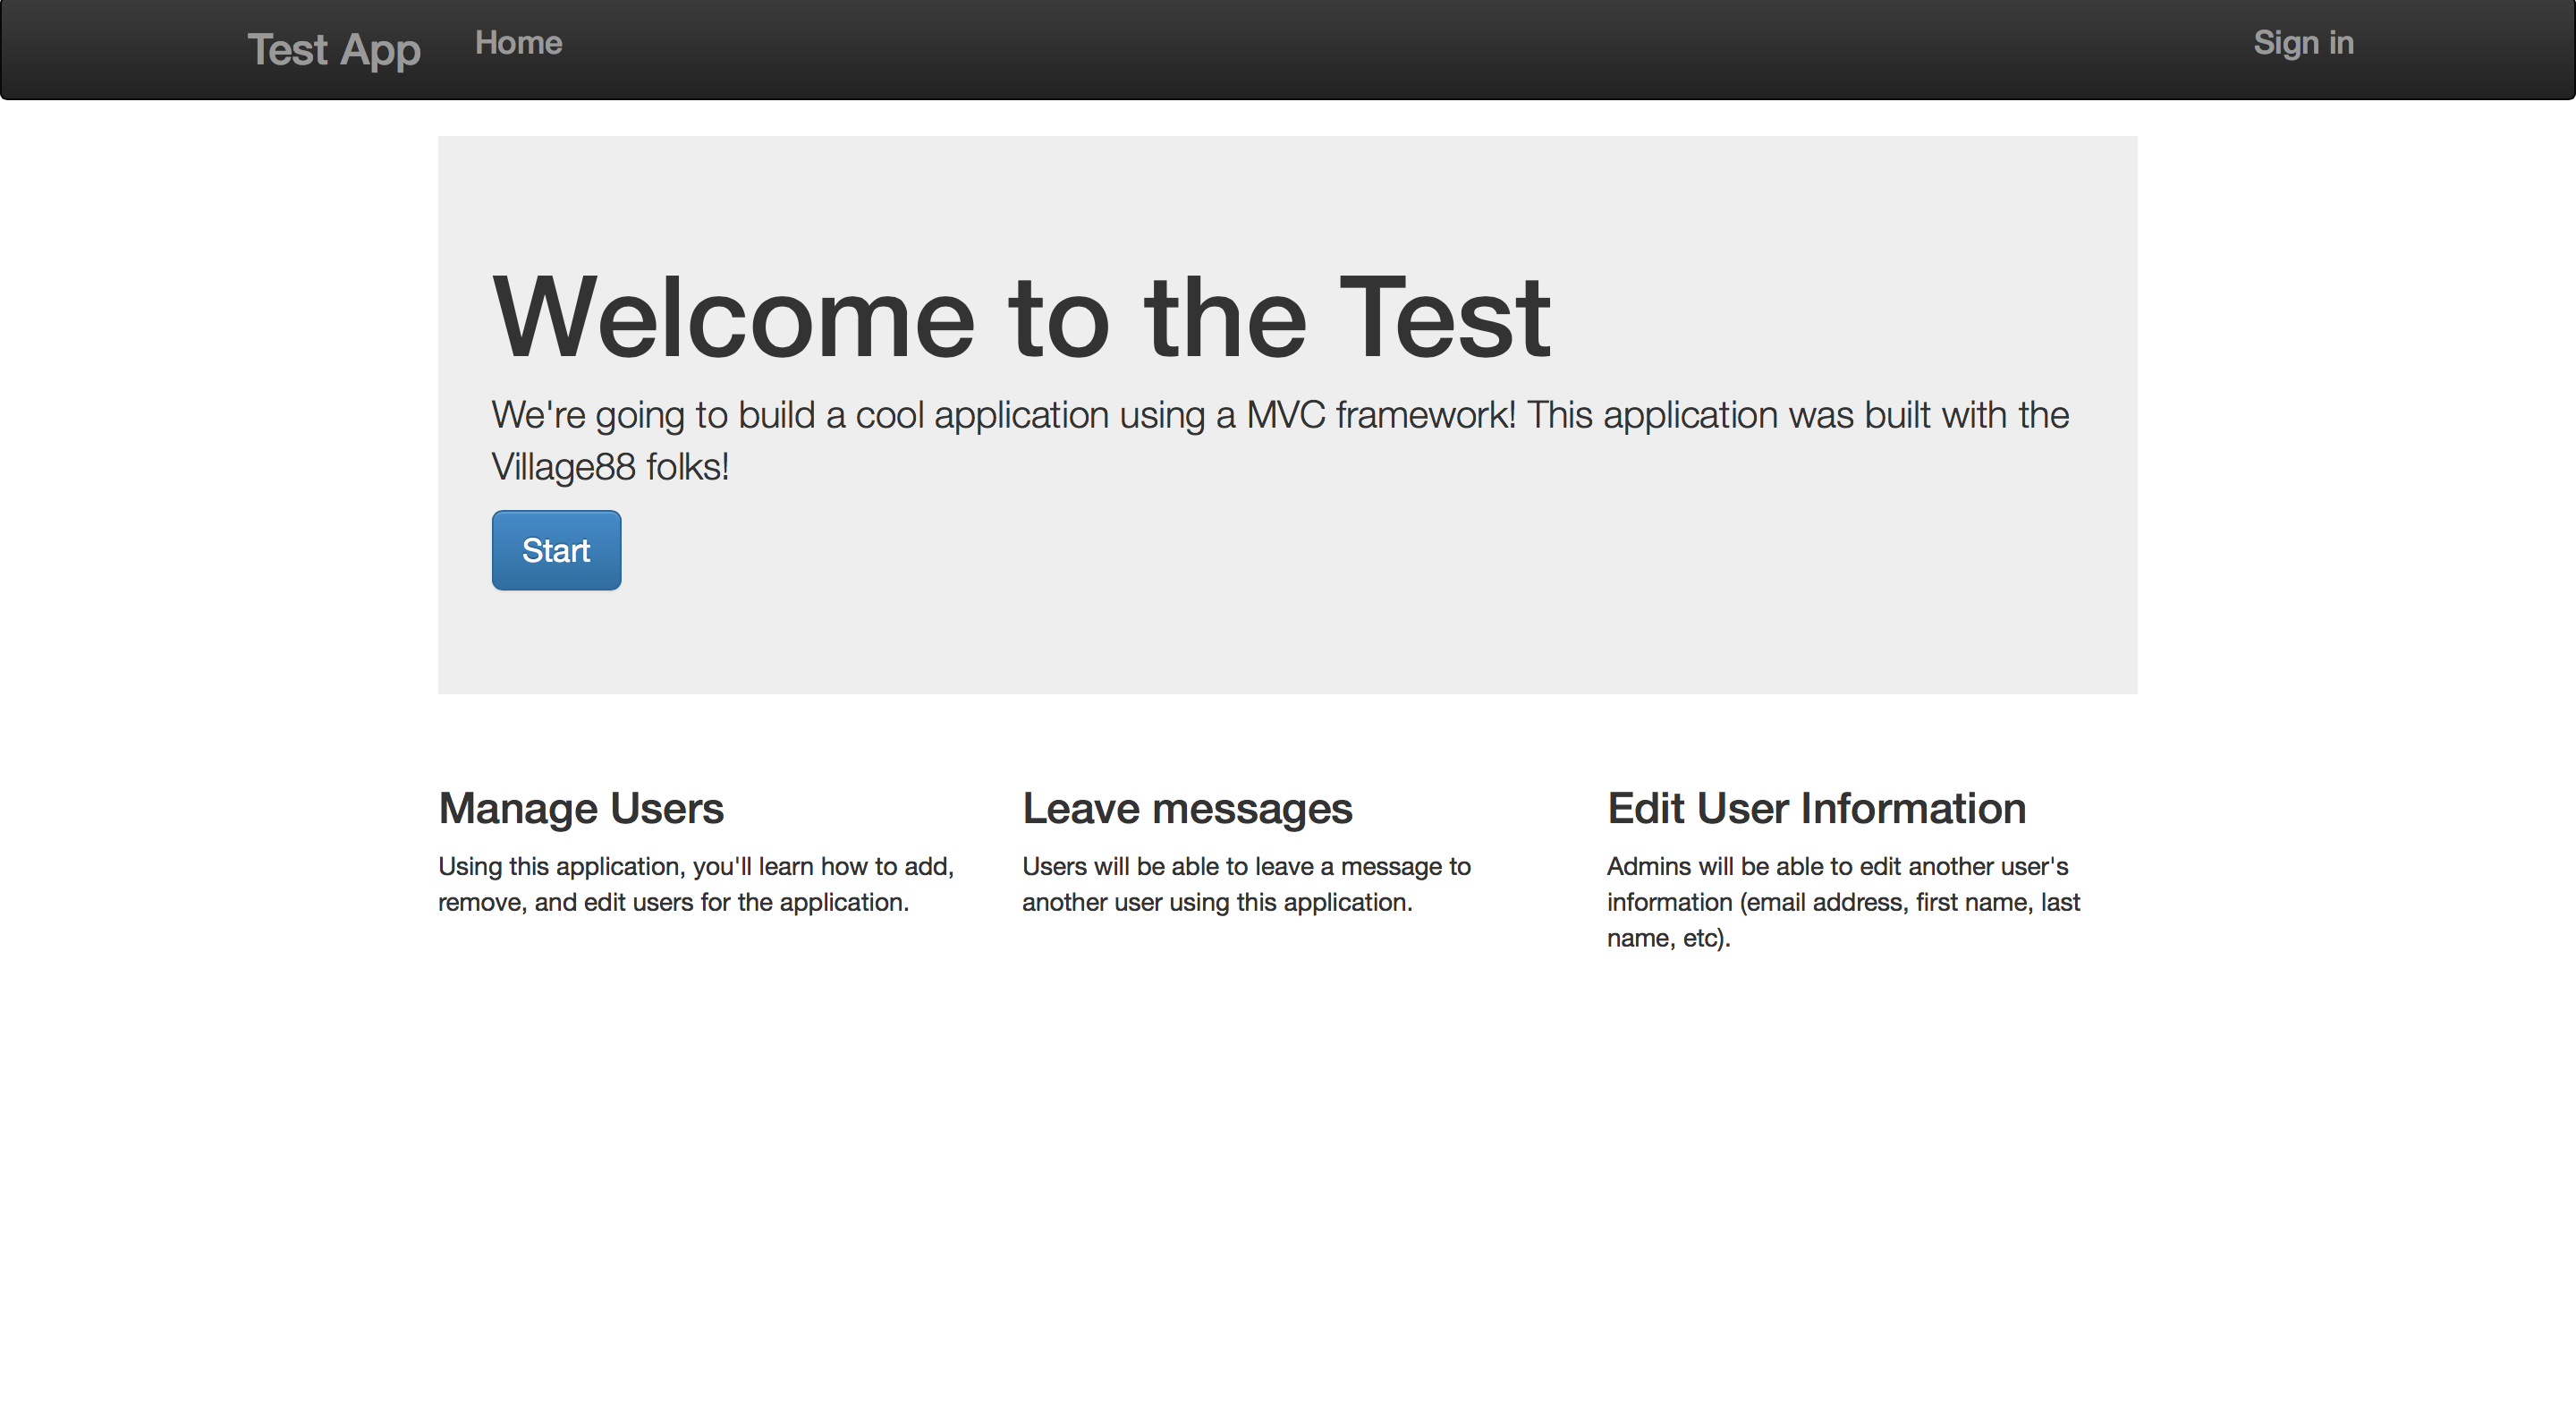 Test App Home Sign in
Welcome to the Test
We're going to build a cool application using a MVC framework! This application was built with the
Village88 folks!
Start
Manage Users
Using this application, you'll learn how to add,
remove, and edit users for the application.
Leave messages
Users will be able to leave a message to
another user using this application.
Edit User Information
Admins will be able to edit another user's
information (email address, first name, last
name, etc).